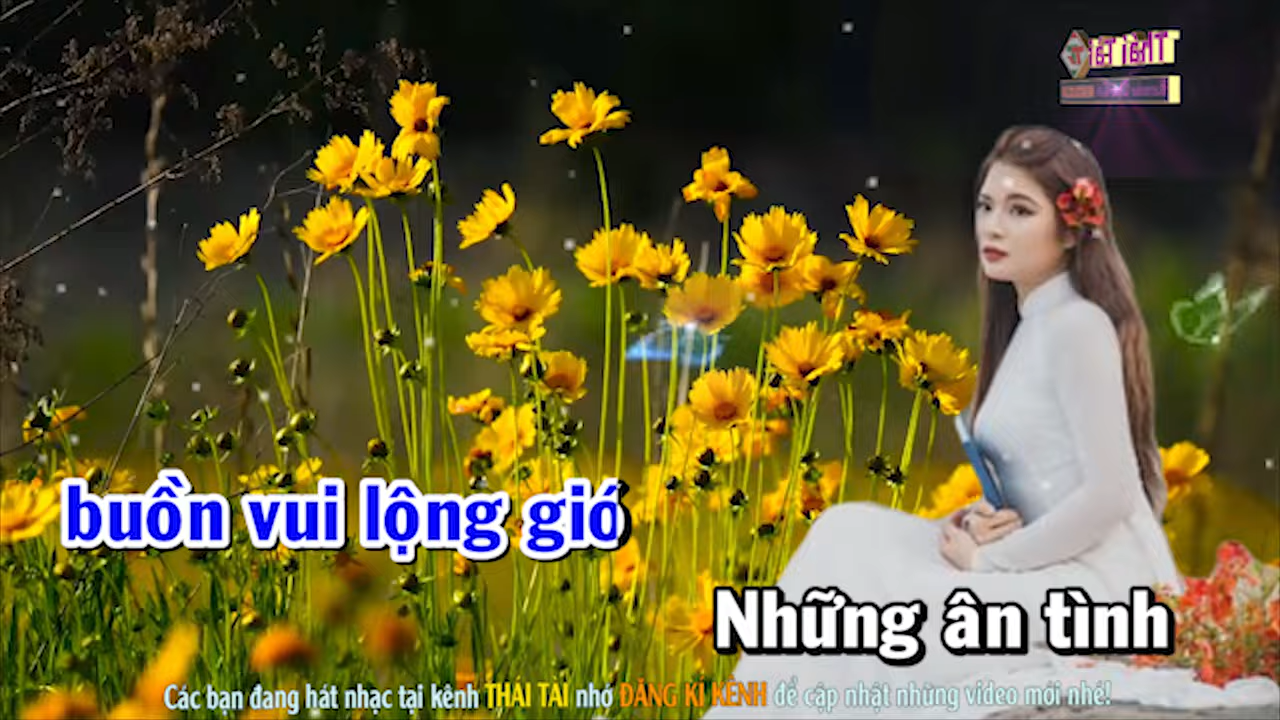 buồn vui lộng gió
Những ân tình
Các bạn đang hát nhạc tại kênh THÁI TÀI nhớ ĐĂNG KÍ KÊNH để cập nhật những video mới nhé!